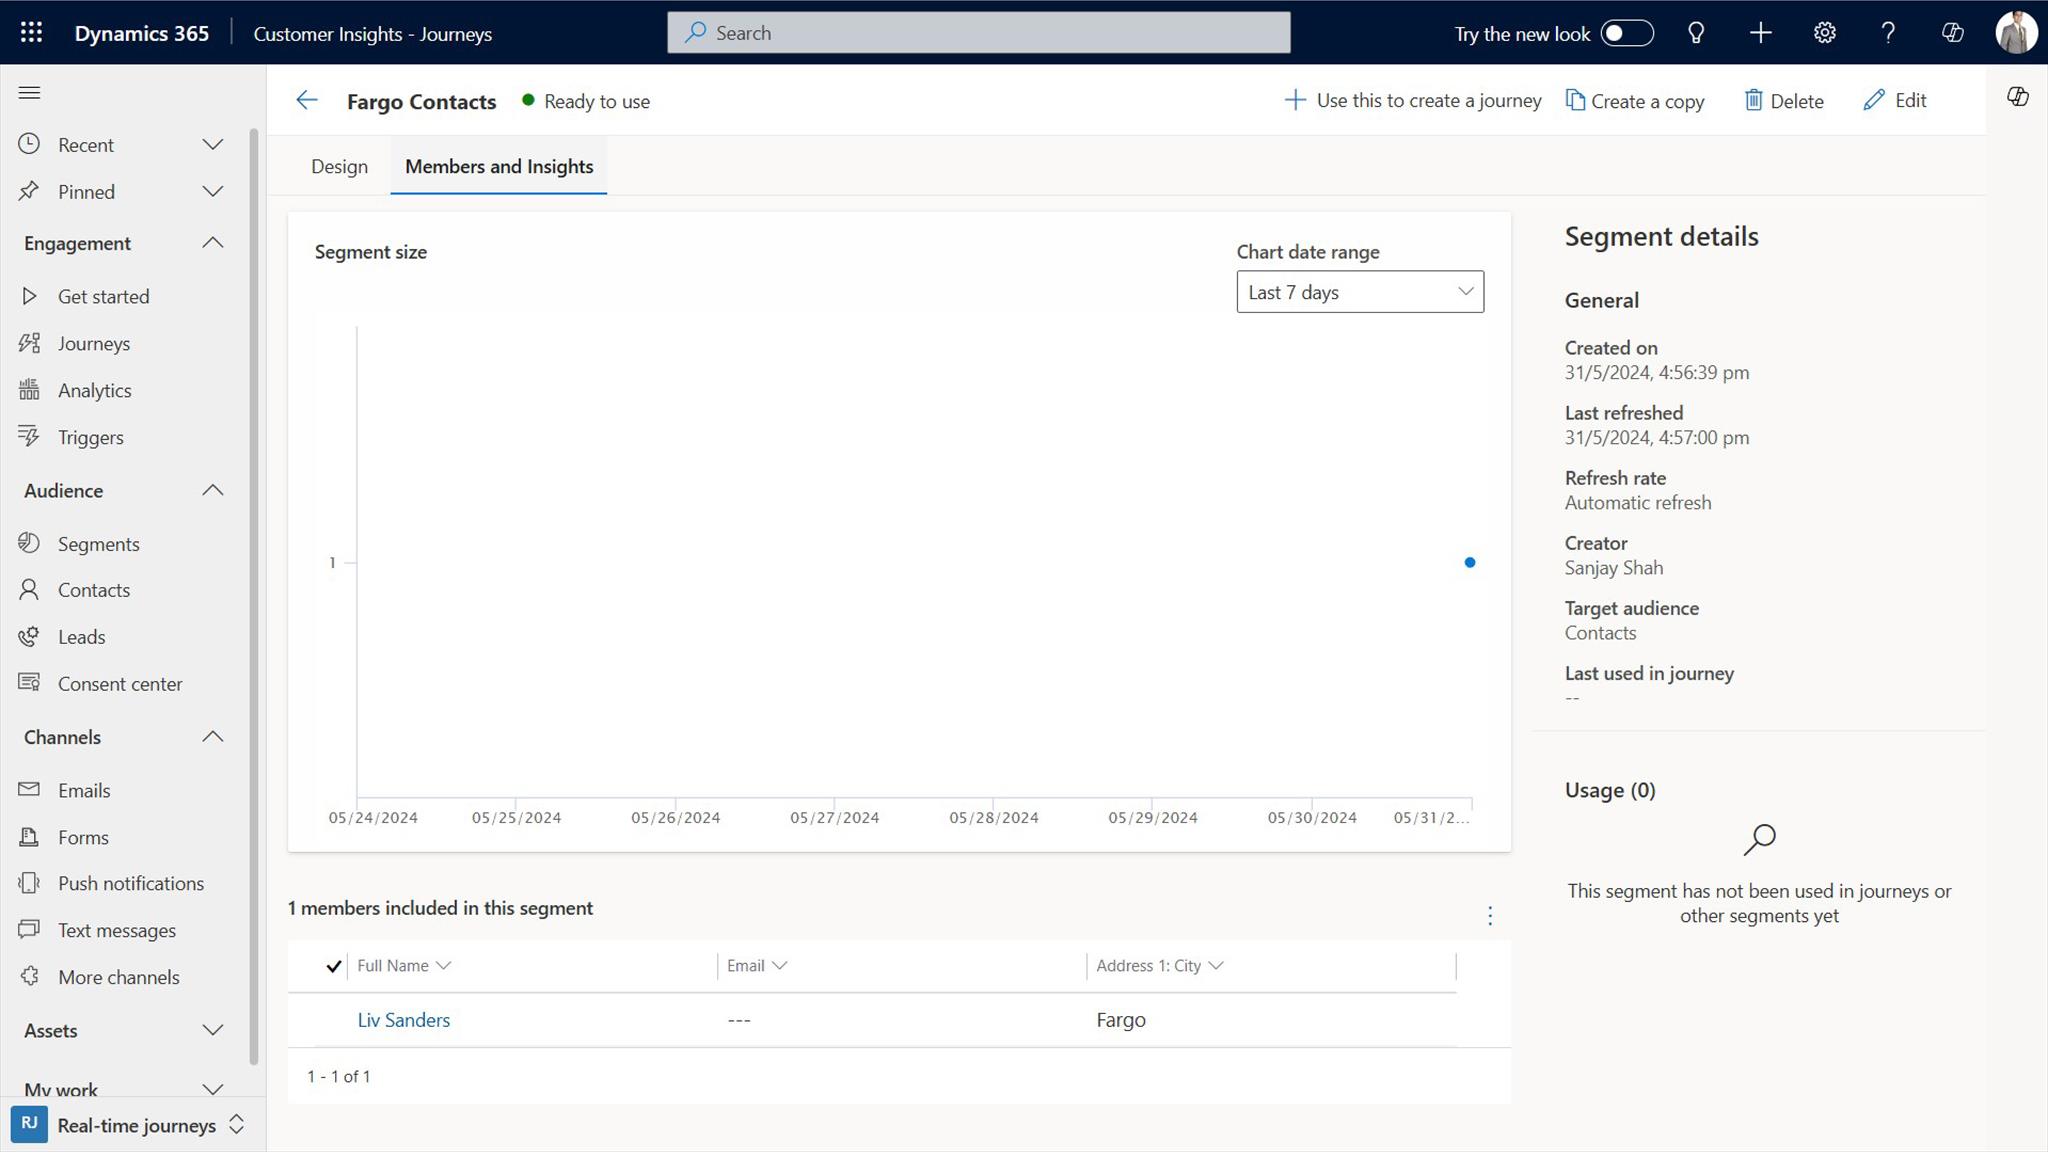 Dynamics 365
Customer Insights - Journeys
Search
Try the new look
Recent
Pinned
Engagement
Get started
Journeys
Analytics
Triggers
Audience
Segments
Contacts
Leads
Consent center
Channels
Emails
Forms
Push notifications
Text messages
More channels
Assets
My work
RJ
Real-time journeys
Fargo Contacts
Ready to use
Use this to create a journey
Create a copy
Delete
Edit
Design
Members and Insights
Segment size
Chart date range
Last 7 days
1
05/24/2024
05/25/2024
05/26/2024
05/27/2024
05/28/2024
05/29/2024
05/30/2024
05/31/2...
1 members included in this segment
Full Name
Email
Address 1: City
Liv Sanders
---
Fargo
1 - 1 of 1
Segment details
General
Created on
31/5/2024, 4:56:39 pm
Last refreshed
31/5/2024, 4:57:00 pm
Refresh rate
Automatic refresh
Creator
Sanjay Shah
Target audience
Contacts
Last used in journey
--
Usage (0)
This segment has not been used in journeys or
other segments yet